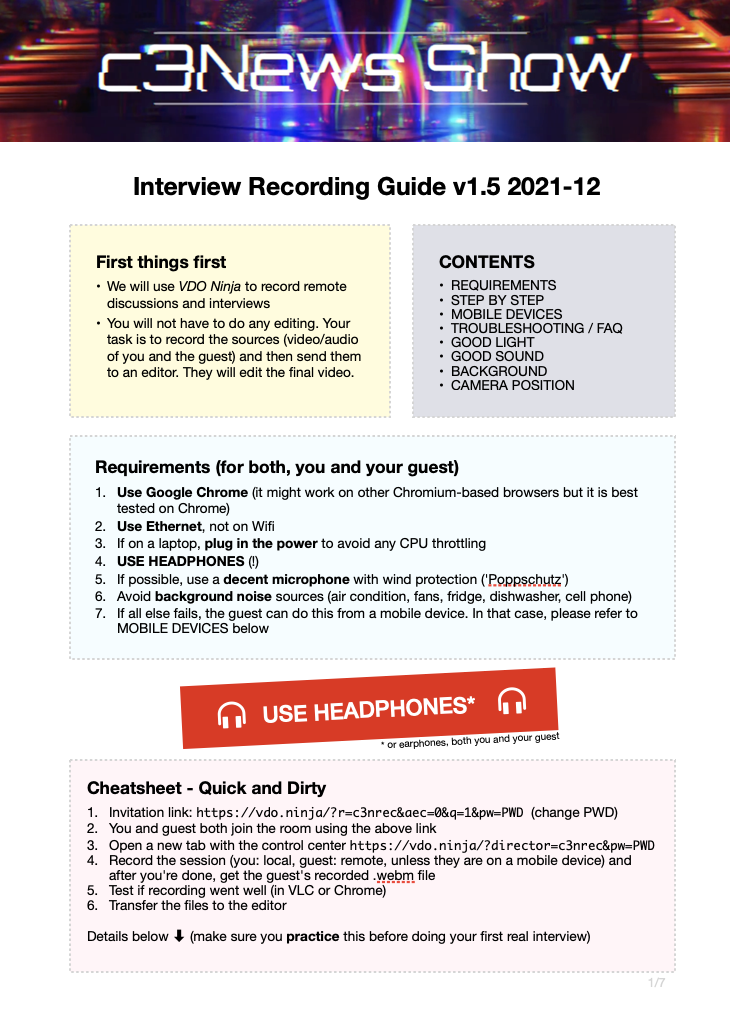 c3News Show
Interview Recording Guide v1.5 2021-12
First things first
• We will use VDO Ninja to record remote
discussions and interviews
• You will not have to do any editing. Your
task is to record the sources (video/audio
of you and the guest) and then send them
to an editor. They will edit the final video.
CONTENTS
• REQUIREMENTS
• STEP BY STEP
• MOBILE DEVICES
• TROUBLESHOOTING / FAQ
• GOOD LIGHT
• GOOD SOUND
• BACKGROUND
• CAMERA POSITION
Requirements (for both, you and your guest)
1. Use Google Chrome (it might work on other Chromium-based browsers but it is best
tested on Chrome)
2. Use Ethernet, not on Wifi
3. If on a laptop, plug in the power to avoid any CPU throttling
4. USE HEADPHONES (!)
5. If possible, use a decent microphone with wind protection ('Poppschutz')
6. Avoid background noise sources (air condition, fans, fridge, dishwasher, cell phone)
7. If all else fails, the guest can do this from a mobile device. In that case, please refer to
MOBILE DEVICES below
USE HEADPHONES*
* or earphones, both you and your guest
Cheatsheet - Quick and Dirty
1. Invitation link: https://vdo.ninja/?r=c3nrec&aec=0&q=1&pw=PWD (change PWD)
2. You and guest both join the room using the above link
3. Open a new tab with the control center https://vdo.ninja/?director=c3nrec&pw=PWD
4. Record the session (you: local, guest: remote, unless they are on a mobile device) and
after you're done, get the guest's recorded .webm file
5. Test if recording went well (in VLC or Chrome)
6. Transfer the files to the editor
Details below ⬇ (make sure you practice this before doing your first real interview)
1/7